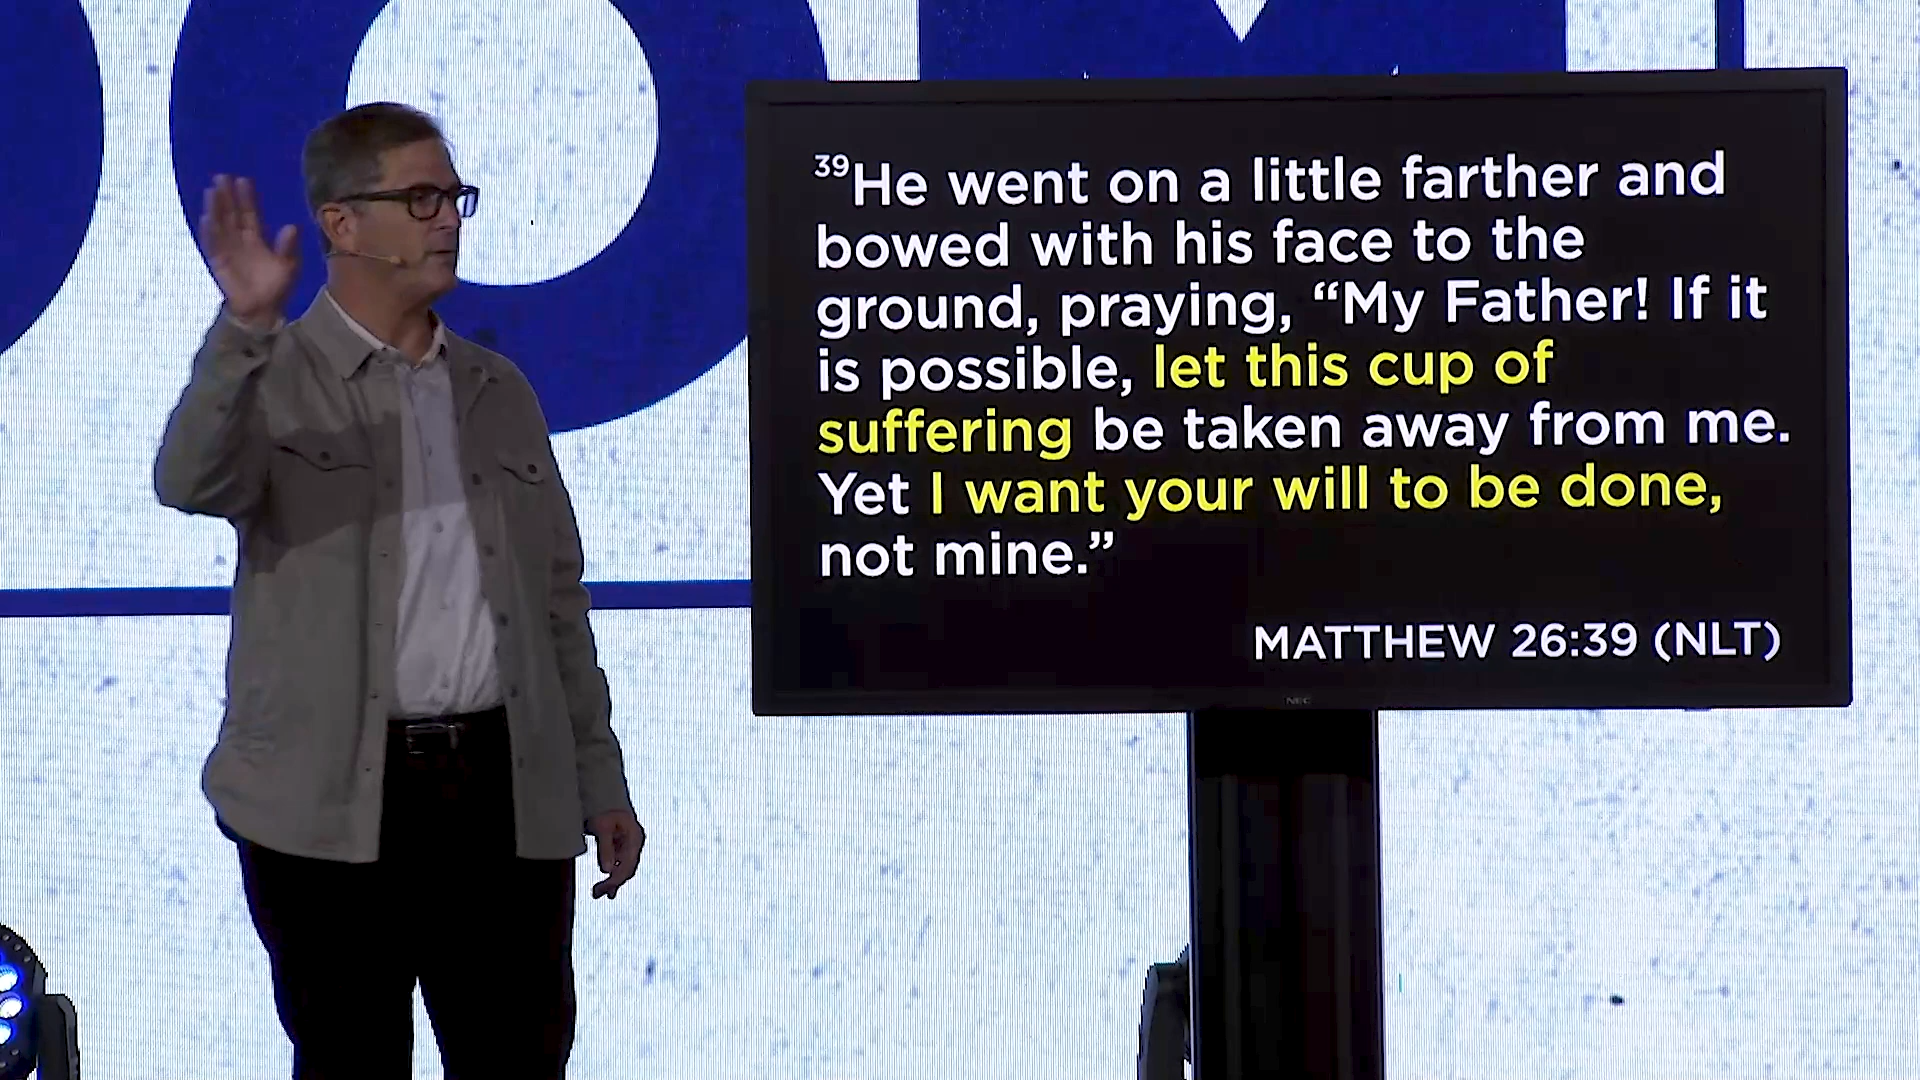 ³⁹He went on a little farther and
bowed with his face to the
ground, praying, “My Father! If it
is possible, let this cup of
suffering be taken away from me.
Yet I want your will to be done,
not mine.”
MATTHEW 26:39 (NLT)
NEC